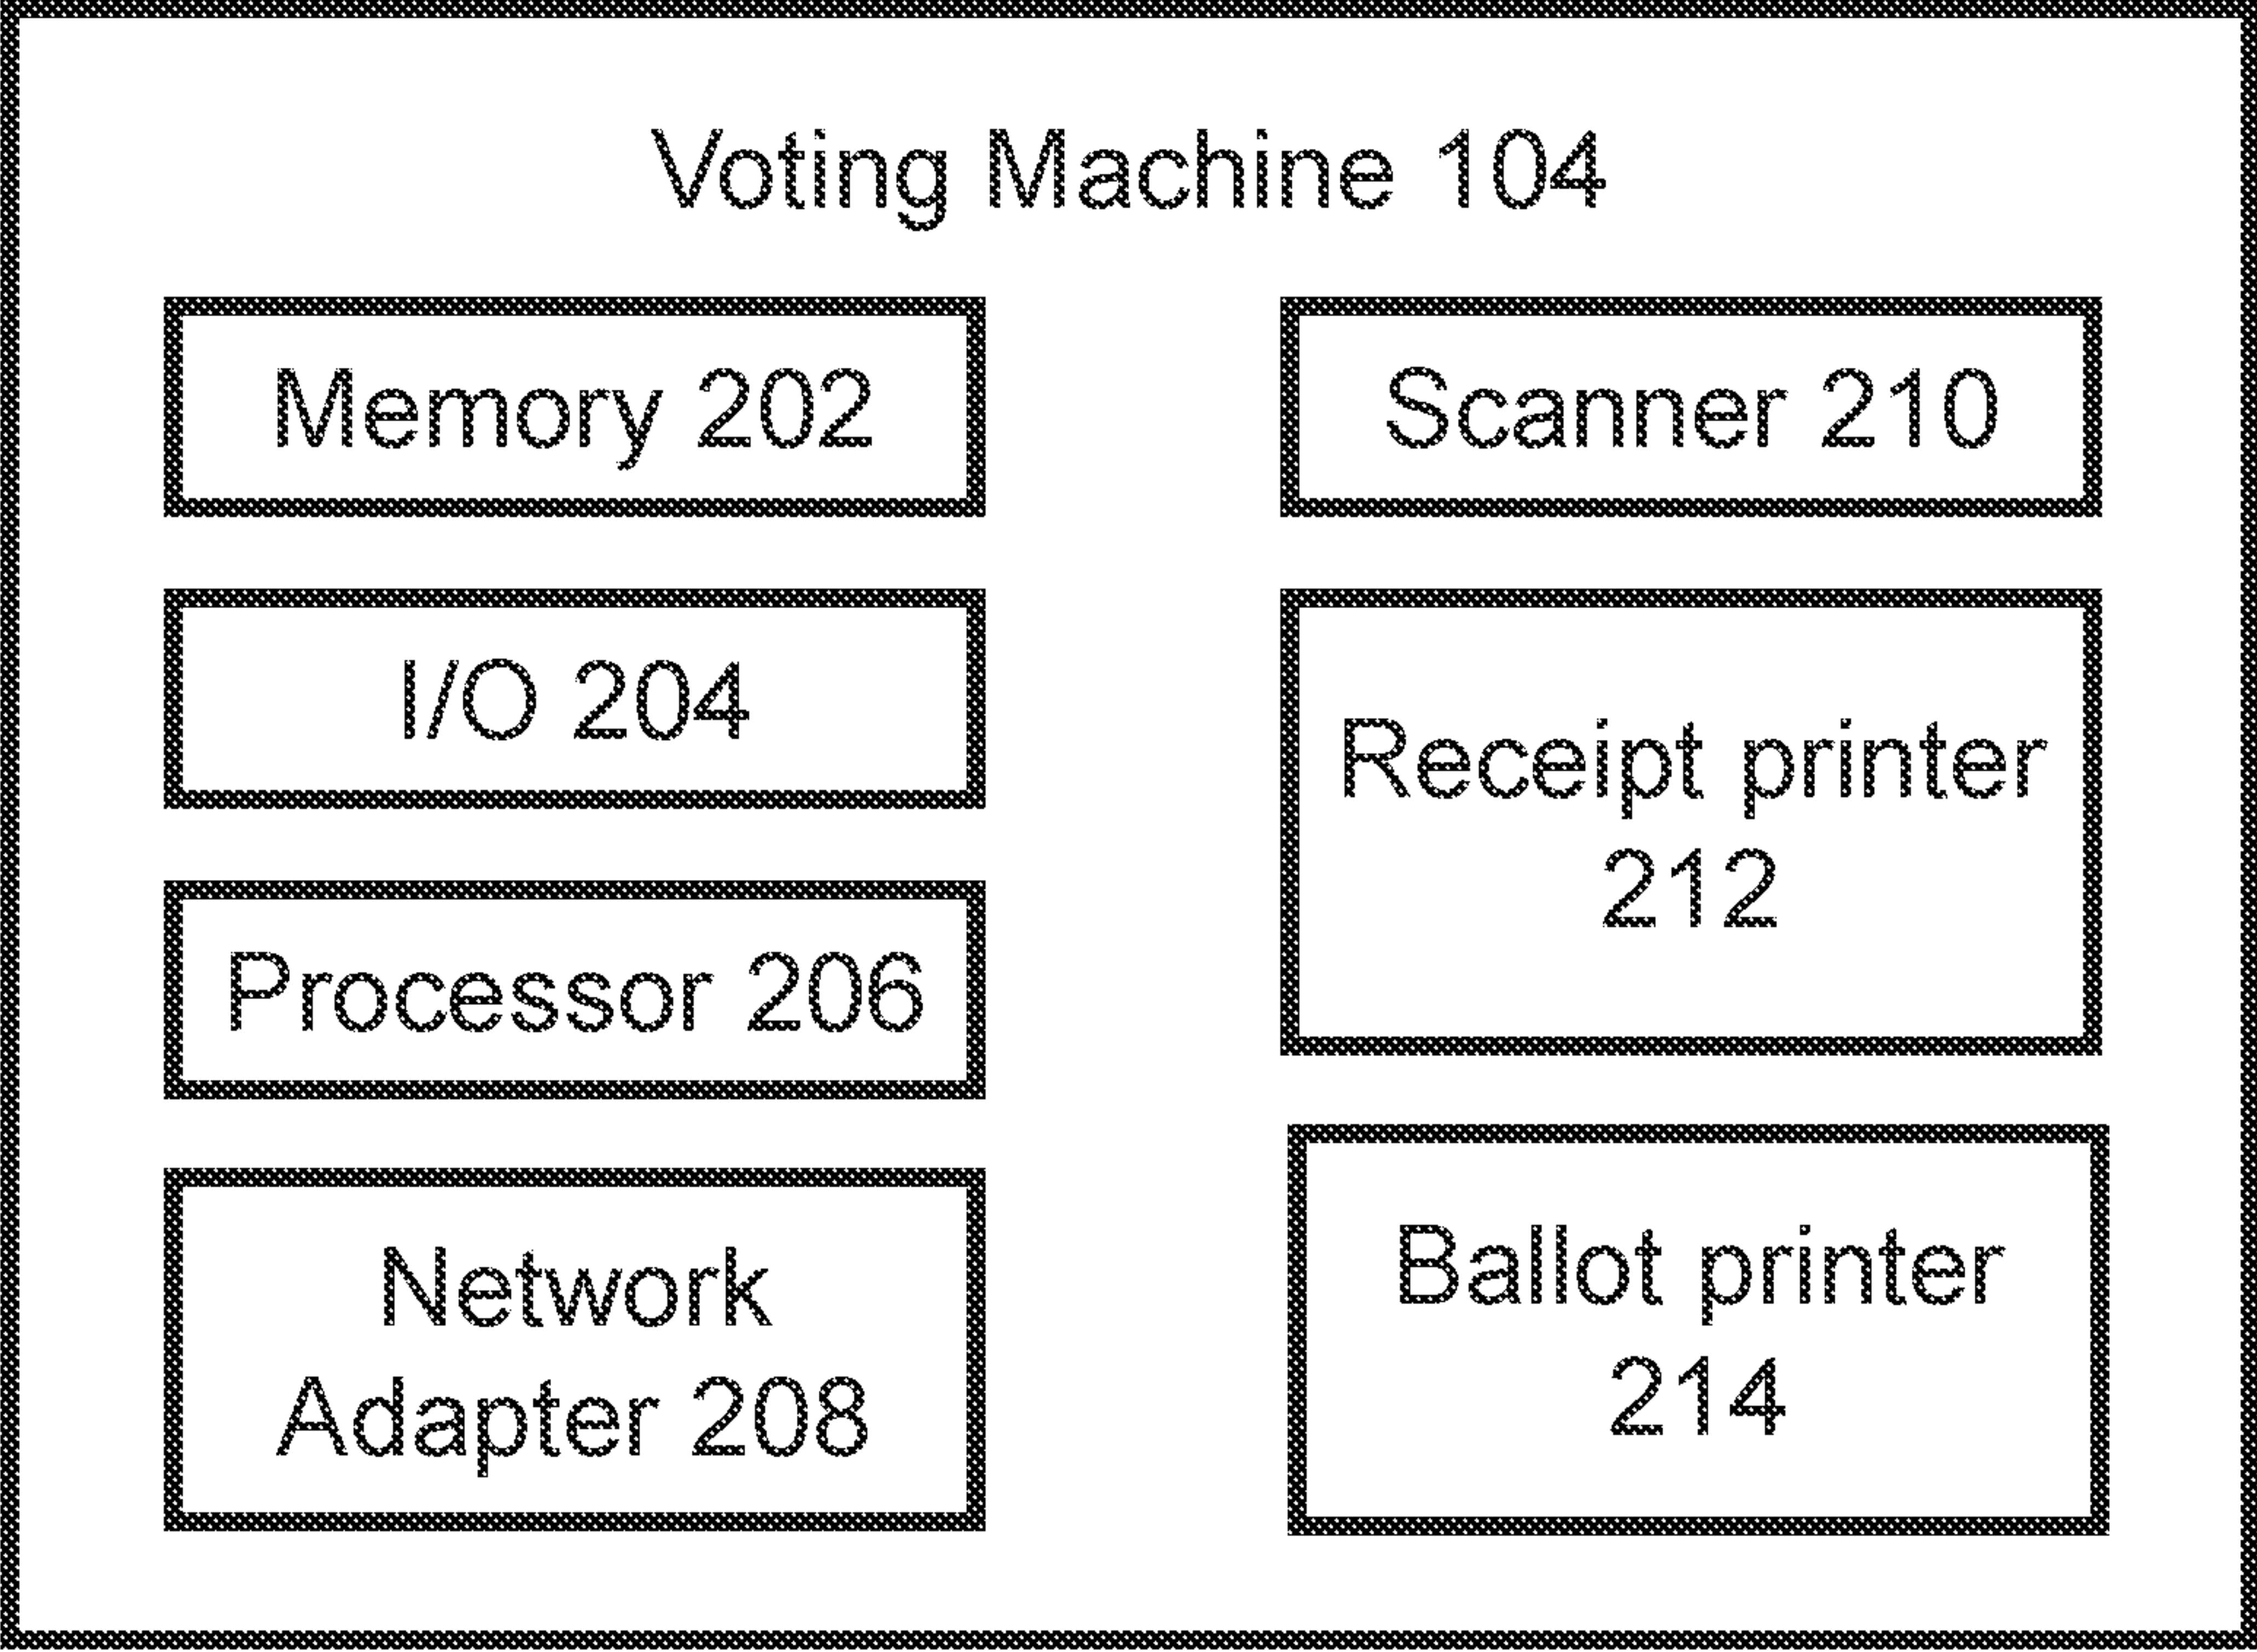 Voting Machine 104
Memory 202
I/O 204
Processor 206
Network
Adapter 208
Scanner 210
Receipt printer
212
Ballot printer
214